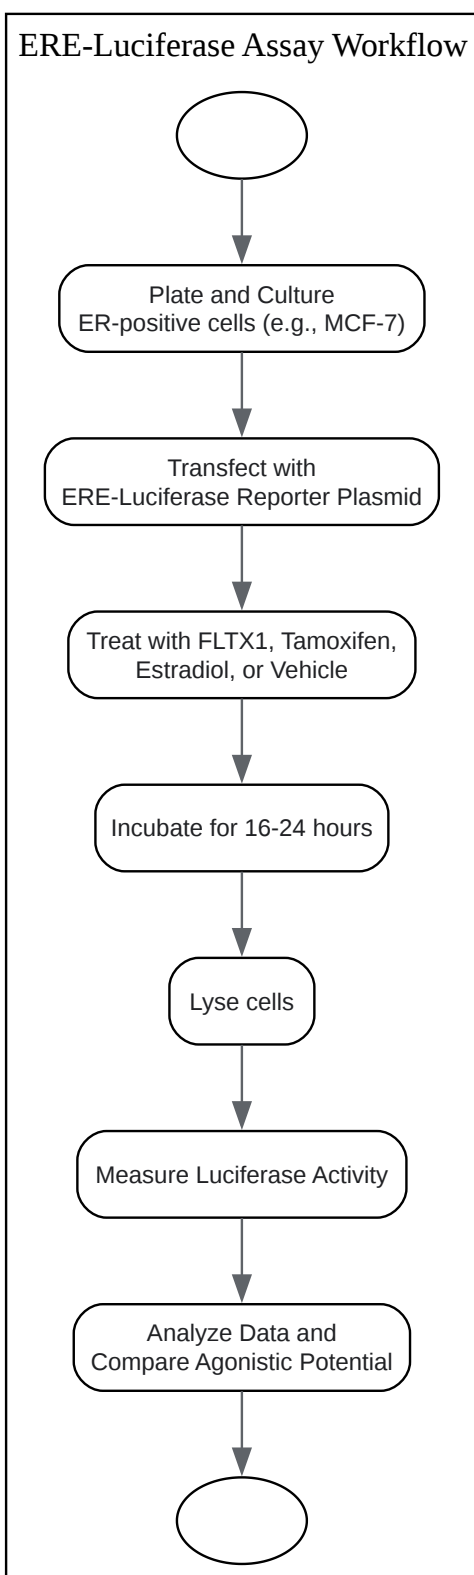 ERE-Luciferase Assay Workflow
Plate and Culture
ER-positive cells (e.g., MCF-7)
Transfect with
ERE-Luciferase Reporter Plasmid
Treat with FLTX1, Tamoxifen,
Estradiol, or Vehicle
Incubate for 16-24 hours
Lyse cells
Measure Luciferase Activity
Analyze Data and
Compare Agonistic Potential